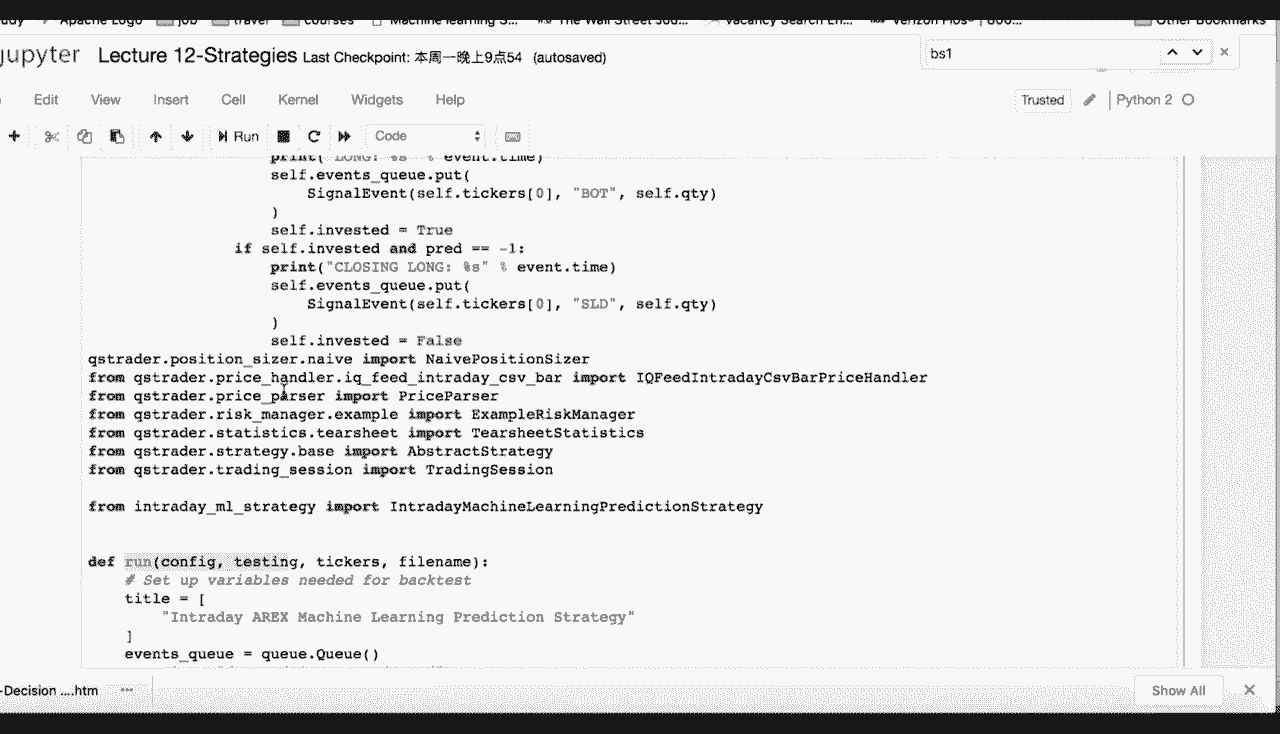 Apache Logo job travel courses Machine learning S... The Wall Street Jou... Vacancy Search En... Verizon Fios® | 800... Other Bookmarks
jupyter Lecture 12-Strategies Last Checkpoint: 本周一晚上9点54 (autosaved)
bs1
Edit View Insert Cell Kernel Widgets Help
Trusted Python 2
Run Code
print("LONG: %s" % event.time)
self.events_queue.put(
SignalEvent(self.tickers[0], "BOT", self.qty)
)
self.invested = True
if self.invested and pred == -1:
print("CLOSING LONG: %s" % event.time)
self.events_queue.put(
SignalEvent(self.tickers[0], "SLD", self.qty)
)
self.invested = False
qstrader.position_sizer.naive import NaivePositionSizer
from qstrader.price_handler.iq_feed_intraday_csv_bar import IQFeedIntradayCsvBarPriceHandler
from qstrader.price_parser import PriceParser
from qstrader.risk_manager.example import ExampleRiskManager
from qstrader.statistics.tearsheet import TearsheetStatistics
from qstrader.strategy.base import AbstractStrategy
from qstrader.trading_session import TradingSession
from intraday_ml_strategy import IntradayMachineLearningPredictionStrategy
def run(config, testing, tickers, filename):
# Set up variables needed for backtest
title = [
"Intraday AREX Machine Learning Prediction Strategy"
]
events_queue = queue.Queue()
-Decision ....htm
Show All